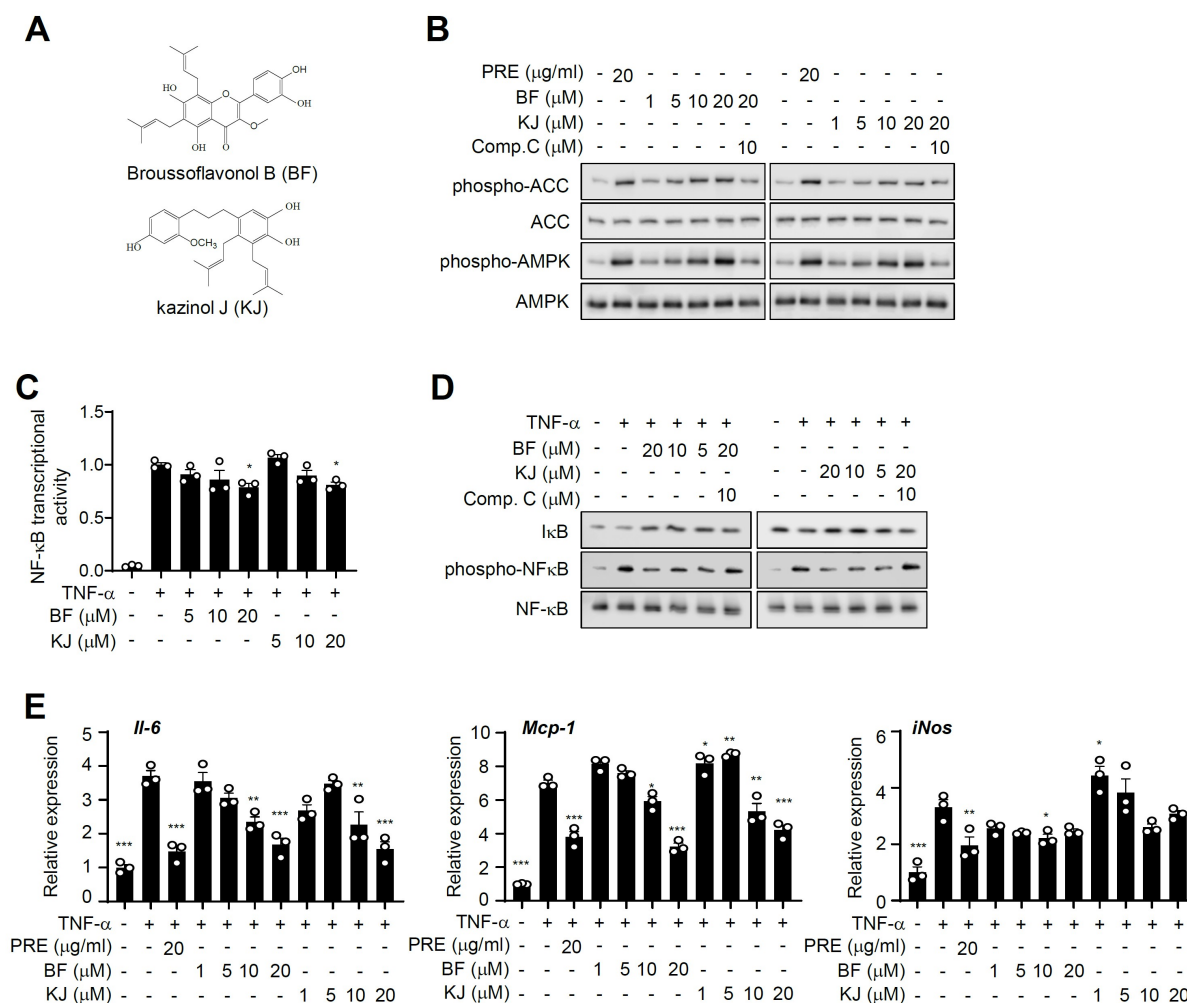 A
OH
HO
O
OH
O
OH
O
Broussoflavonol B (BF)
OH
OH
HO
OCH3
kazinol J (KJ)
B
PRE (μg/ml) - 20 - - - - - - 20 - - - - -
BF (μM) - - 1 5 10 20 20 - - - - - - -
KJ (μM) - - - - - - - - - 1 5 10 20 20
Comp.C (μM) - - - - - - 10 - - - - - - 10
phospho-ACC
ACC
phospho-AMPK
AMPK
C
NF-κB transcriptional
activity
1.5
1.0
0.5
0.0
* *
TNF-α - + + + + + + +
BF (μM) - - 5 10 20 - - -
KJ (μM) - - - - - 5 10 20
D
TNF-α - + + + + + - + + + + +
BF (μM) - - 20 10 5 20 - - - - - -
KJ (μM) - - - - - - - - 20 10 5 20
Comp. C (μM) - - - - - 10 - - - - - 10
IκB
phospho-NFκB
NF-κB
E
Il-6
Relative expression
5
4
3
2
1
0
*** *** ** *** ** ***
TNF-α - + + + + + + + + + +
PRE (μg/ml) - - 20 - - - - - - - -
BF (μM) - - - 1 5 10 20 - - - -
KJ (μM) - - - - - - - 1 5 10 20
Mcp-1
Relative expression
10
8
6
4
2
0
*** *** * *** * ** ** ***
TNF-α - + + + + + + + + + +
PRE (μg/ml) - - 20 - - - - - - - -
BF (μM) - - - 1 5 10 20 - - - -
KJ (μM) - - - - - - - 1 5 10 20
iNos
Relative expression
6
4
2
0
*** ** * *
TNF-α - + + + + + + + + + +
PRE (μg/ml) - - 20 - - - - - - - -
BF (μM) - - - 1 5 10 20 - - - -
KJ (μM) - - - - - - - 1 5 10 20